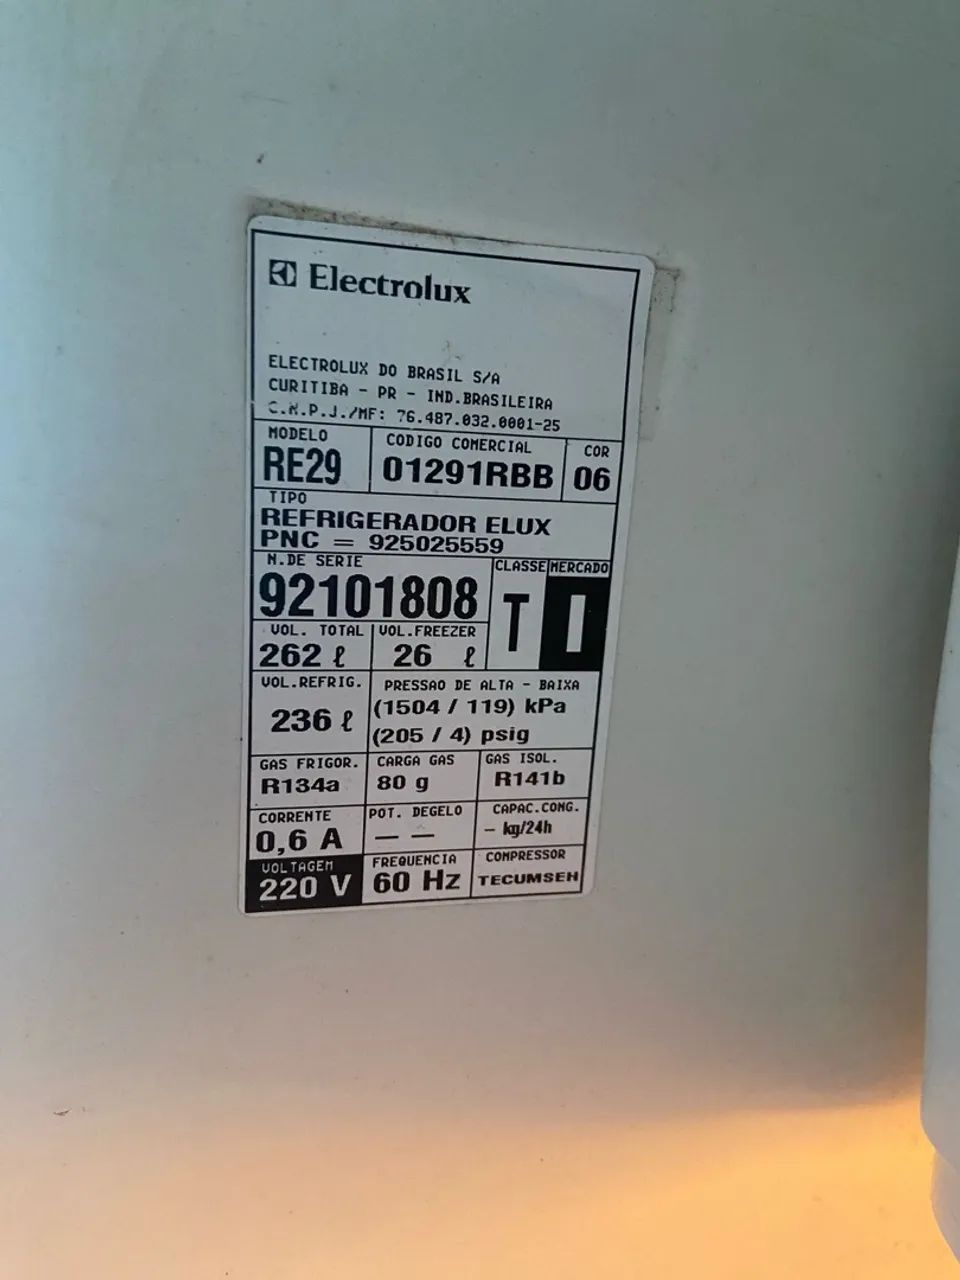 Electrolux
ELECTROLUX DO BRASIL S/A
CURITIBA - PR - IND.BRASILEIRA
C.N.P.J./MF: 76.487.032.0001-25
MODELO CODIGO COMERCIAL COR
RE29 01291RBB 06
TIPO
REFRIGERADOR ELUX
PNC = 925025559
N.DE SERIE CLASSE MERCADO
92101808 T I
VOL. TOTAL VOL.FREEZER
262 ℓ 26 ℓ
VOL.REFRIG. PRESSAO DE ALTA - BAIXA
236 ℓ (1504 / 119) kPa
(205 / 4) psig
GAS FRIGOR. CARGA GAS GAS ISOL.
R134a 80 g R141b
CORRENTE POT. DEGELO CAPAC.CONG.
0,6 A — — - kg/24h
VOLTAGEM FREQUENCIA COMPRESSOR
220 V 60 Hz TECUMSEH